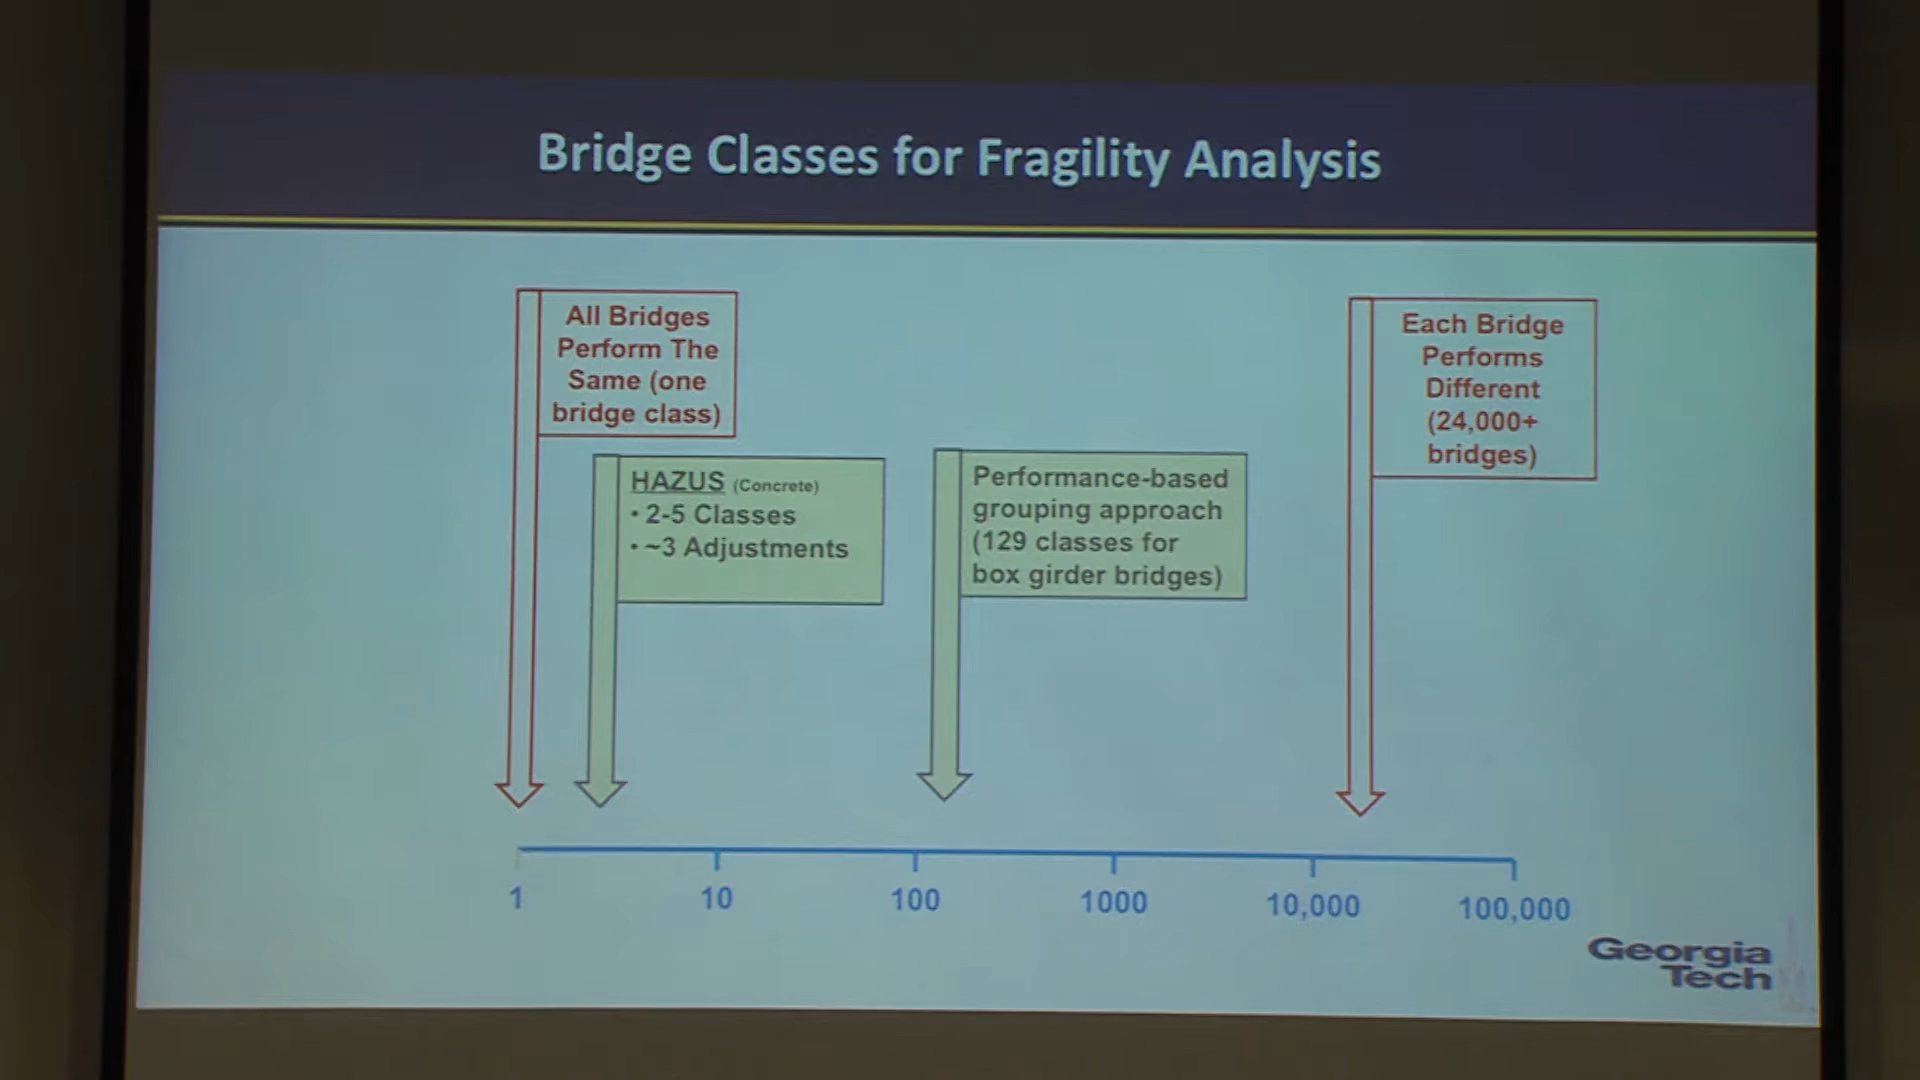 Bridge Classes for Fragility Analysis
All Bridges
Perform The
Same (one
bridge class)
Each Bridge
Performs
Different
(24,000+
bridges)
HAZUS (Concrete)
• 2-5 Classes
• ~3 Adjustments
Performance-based
grouping approach
(129 classes for
box girder bridges)
1 10 100 1000 10,000 100,000
Georgia
Tech